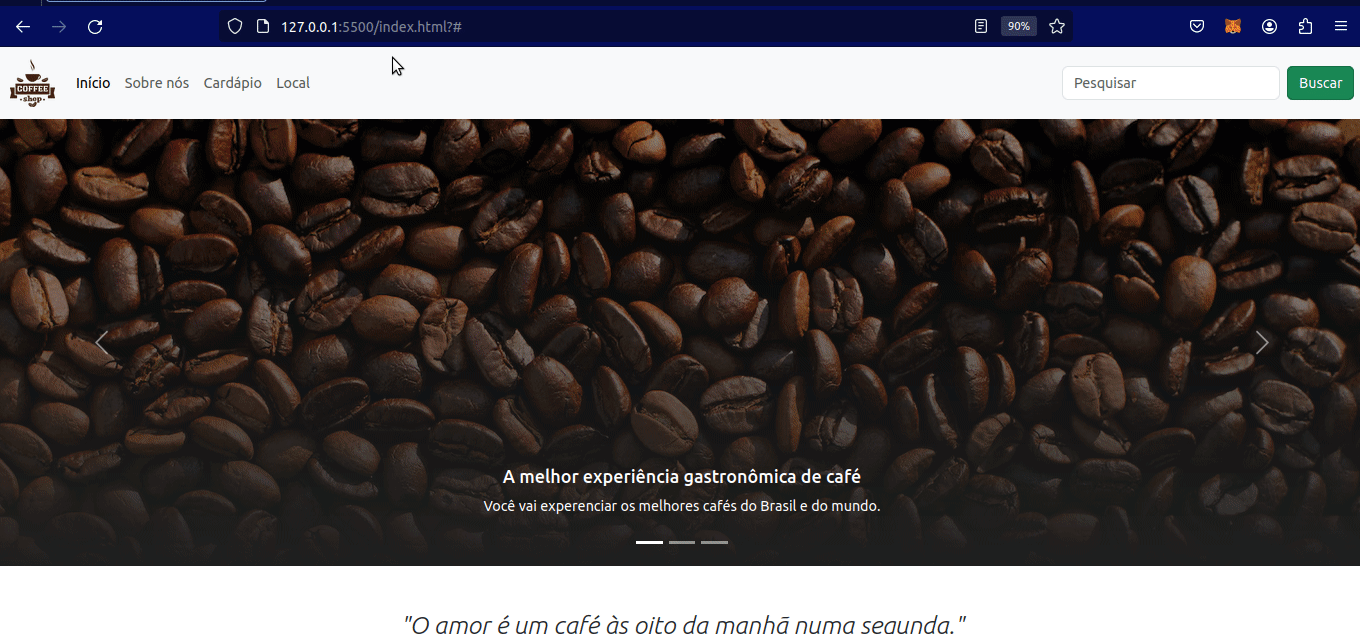 127.0.0.1:5500/index.html?#
90%
COFFEE
shop
Início Sobre nós Cardápio Local
Pesquisar
Buscar
A melhor experiência gastronômica de café
Você vai experenciar os melhores cafés do Brasil e do mundo.
"O amor é um café às oito da manhã numa segunda."